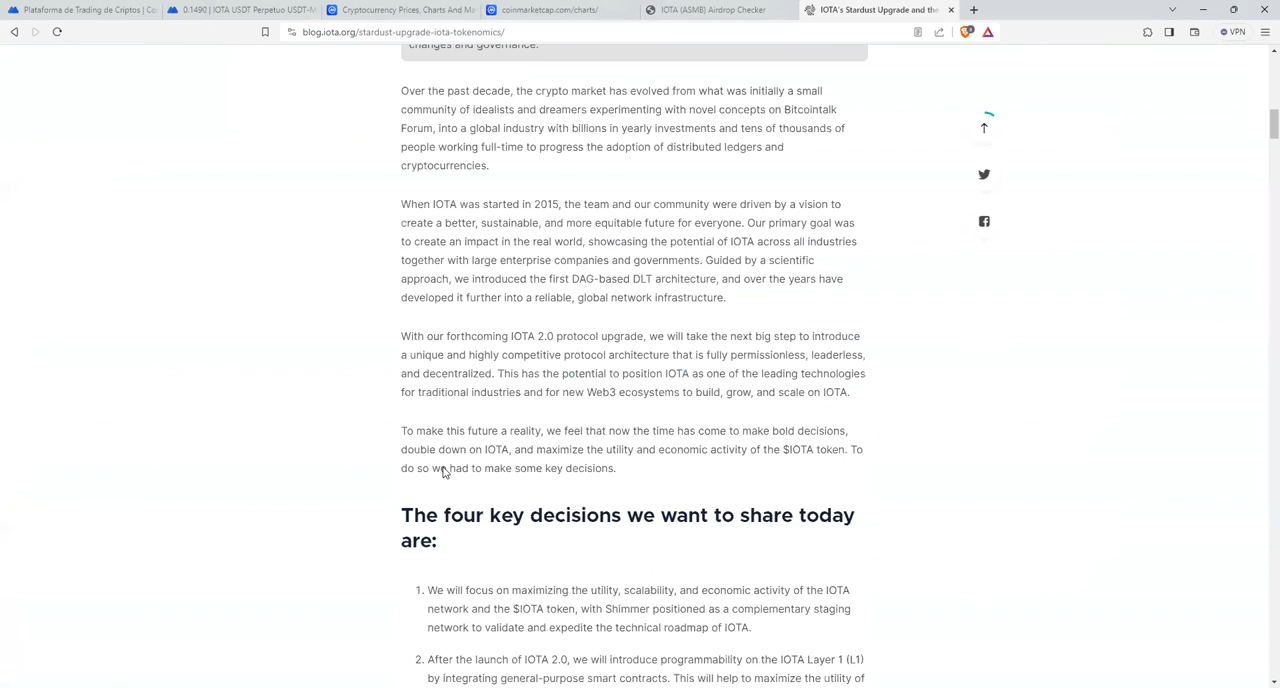 Plataforma de Trading de Criptos | Co
0.1490 | IOTA USDT Perpetuo USDT-M
Cryptocurrency Prices, Charts And Ma
coinmarketcap.com/charts/
IOTA (ASMB) Airdrop Checker
IOTA's Stardust Upgrade and the
blog.iota.org/stardust-upgrade-iota-tokenomics/
VPN
changes and governance.
Over the past decade, the crypto market has evolved from what was initially a small
community of idealists and dreamers experimenting with novel concepts on Bitcointalk
Forum, into a global industry with billions in yearly investments and tens of thousands of
people working full-time to progress the adoption of distributed ledgers and
cryptocurrencies.
When IOTA was started in 2015, the team and our community were driven by a vision to
create a better, sustainable, and more equitable future for everyone. Our primary goal was
to create an impact in the real world, showcasing the potential of IOTA across all industries
together with large enterprise companies and governments. Guided by a scientific
approach, we introduced the first DAG-based DLT architecture, and over the years have
developed it further into a reliable, global network infrastructure.
With our forthcoming IOTA 2.0 protocol upgrade, we will take the next big step to introduce
a unique and highly competitive protocol architecture that is fully permissionless, leaderless,
and decentralized. This has the potential to position IOTA as one of the leading technologies
for traditional industries and for new Web3 ecosystems to build, grow, and scale on IOTA.
To make this future a reality, we feel that now the time has come to make bold decisions,
double down on IOTA, and maximize the utility and economic activity of the $IOTA token. To
do so we had to make some key decisions.
The four key decisions we want to share today
are:
1. We will focus on maximizing the utility, scalability, and economic activity of the IOTA
network and the $IOTA token, with Shimmer positioned as a complementary staging
network to validate and expedite the technical roadmap of IOTA.
2. After the launch of IOTA 2.0, we will introduce programmability on the IOTA Layer 1 (L1)
by integrating general-purpose smart contracts. This will help to maximize the utility of